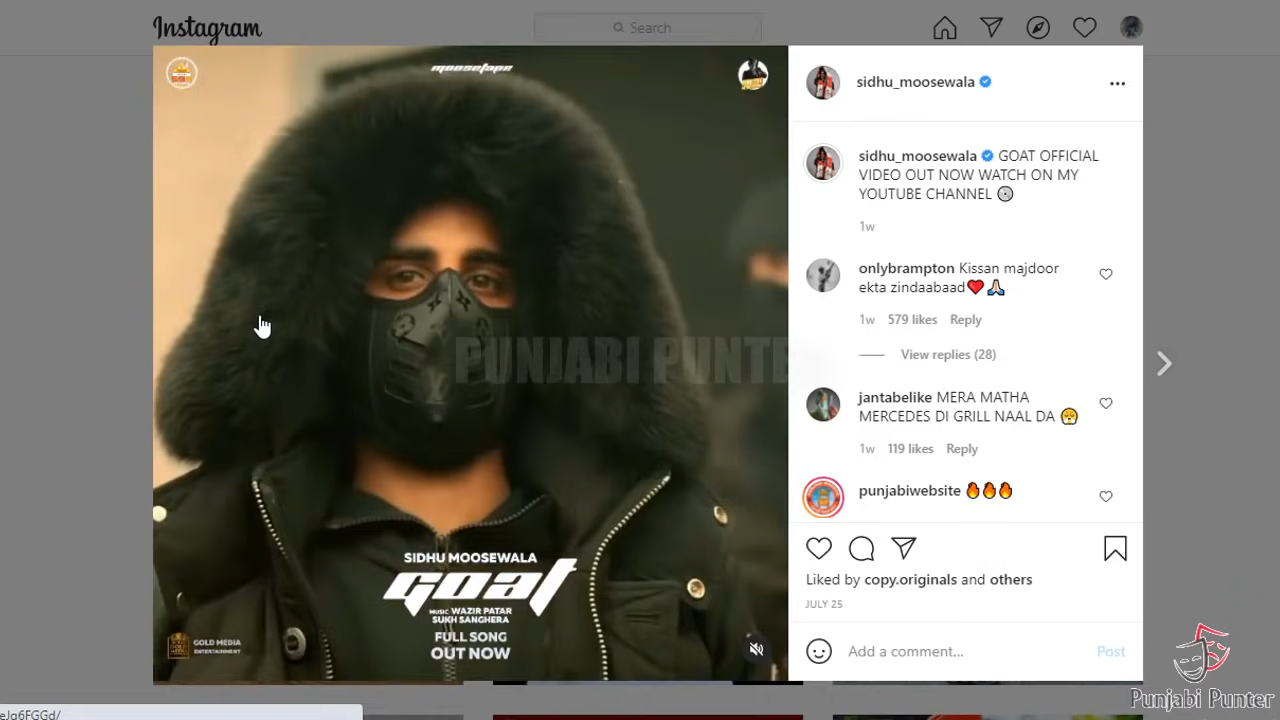 Instagram
Search
moosetape
sidhu_moosewala
sidhu_moosewala GOAT OFFICIAL
VIDEO OUT NOW WATCH ON MY
YOUTUBE CHANNEL
1w
onlybrampton Kissan majdoor
ekta zindaabaad❤️🙏🏻
1w 579 likes Reply
View replies (28)
jantabelike MERA MATHA
MERCEDES DI GRILL NAAL DA 😤
1w 119 likes Reply
punjabiwebsite 🔥🔥🔥
PUNJABI PUNTE
SIDHU MOOSEWALA
GOAT
MUSIC WAZIR PATAR
SUKH SANGHERA
FULL SONG
OUT NOW
GOLD MEDIA
ENTERTAINMENT
Liked by copy.originals and others
JULY 25
Add a comment... Post
Punjabi Punter
eJq6FGGd/